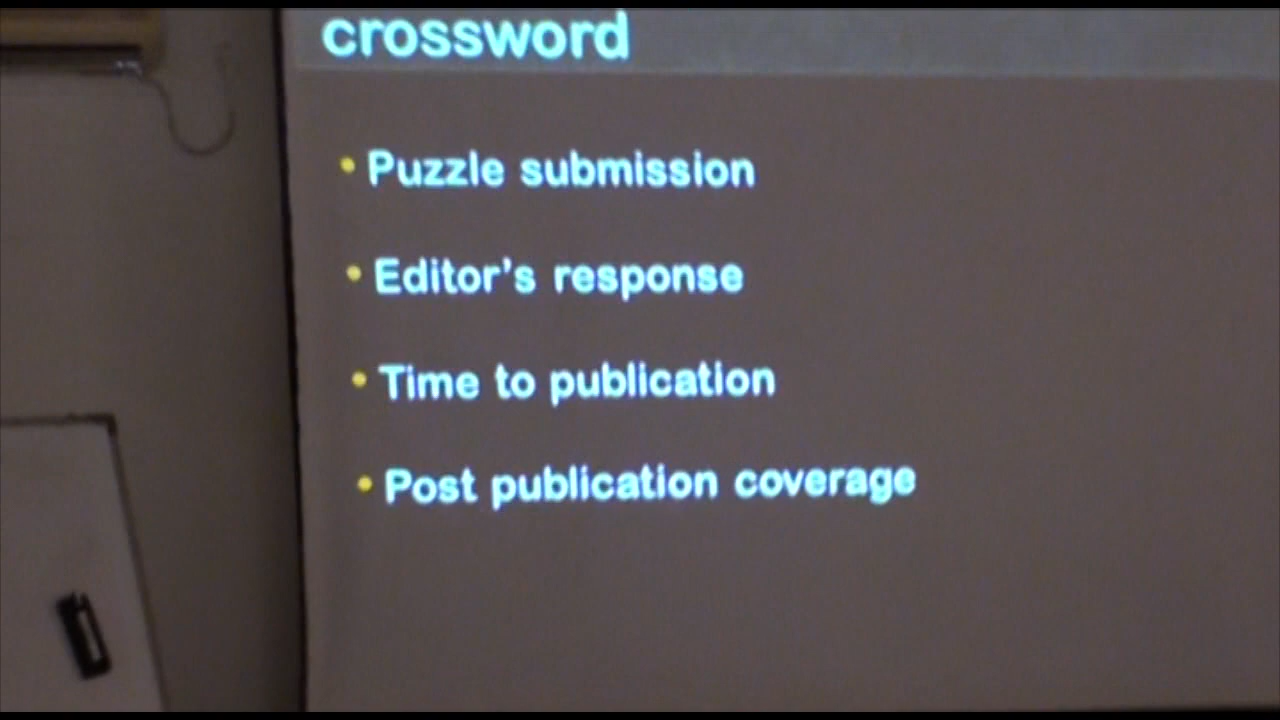 crossword
• Puzzle submission
• Editor's response
• Time to publication
• Post publication coverage